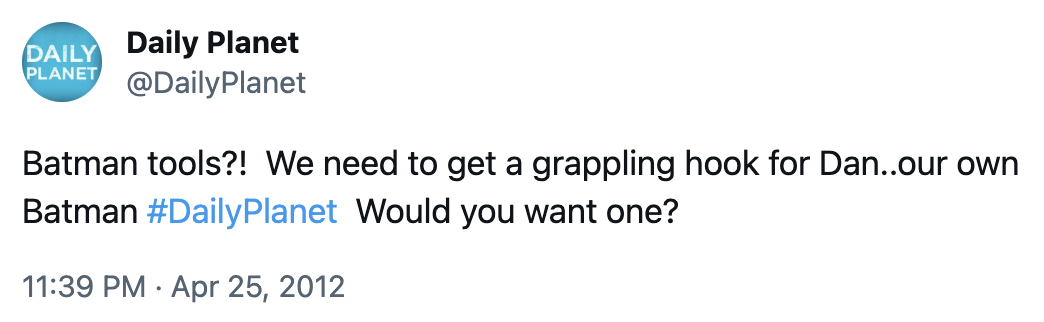 DAILY
PLANET
Daily Planet
@DailyPlanet
Batman tools?!  We need to get a grappling hook for Dan..our own
Batman #DailyPlanet  Would you want one?
11:39 PM · Apr 25, 2012